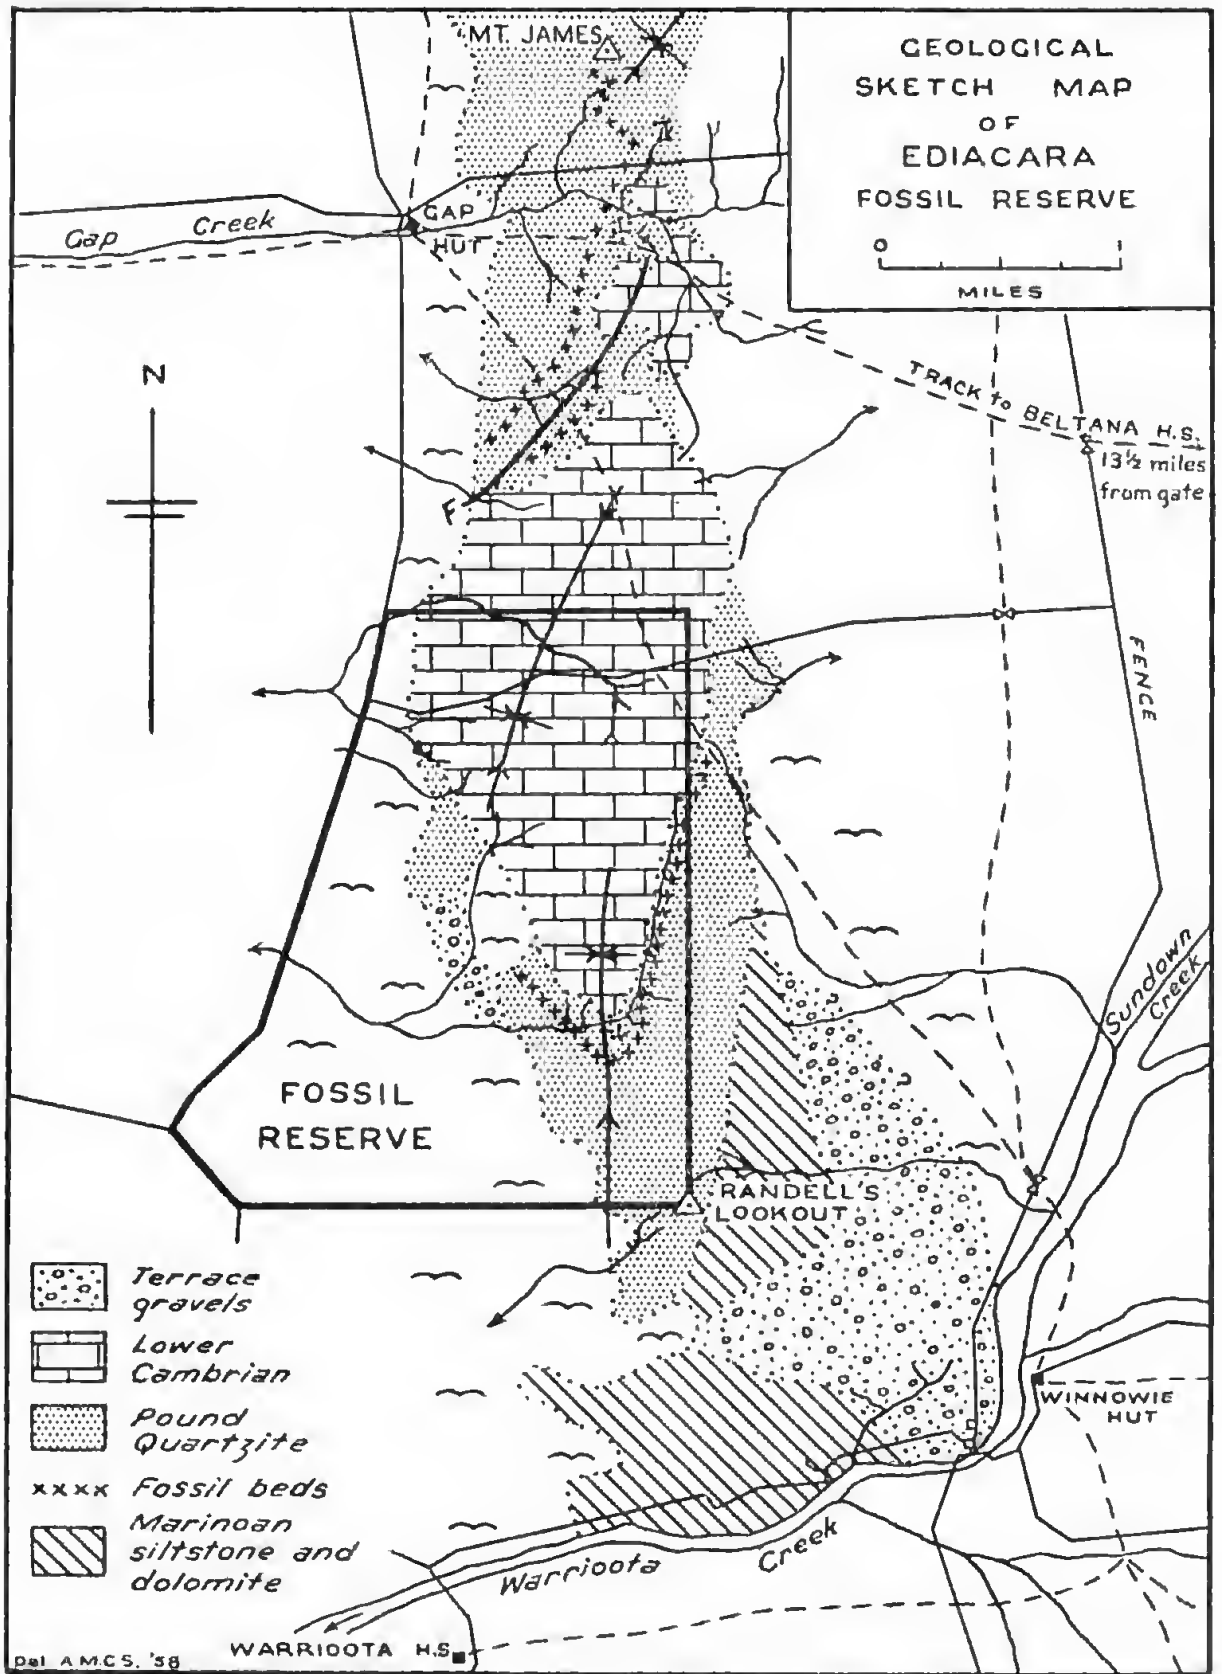 MT. JAMES
GEOLOGICAL
SKETCH MAP
OF
EDIACARA
FOSSIL RESERVE
0 1
MILES
Gap Creek
GAP
HUT
N
TRACK to BELTANA H.S.
13½ miles
from gate
F
FENCE
Sundown
Creek
FOSSIL
RESERVE
RANDELL'S
LOOKOUT
Terrace
gravels
Lower
Cambrian
Pound
Quartzite
xxxx Fossil beds
Marinoan
siltstone and
dolomite
WINNOWIE
HUT
Warrioota Creek
WARRIOOTA H.S.
Del. A.M.C.S. '58